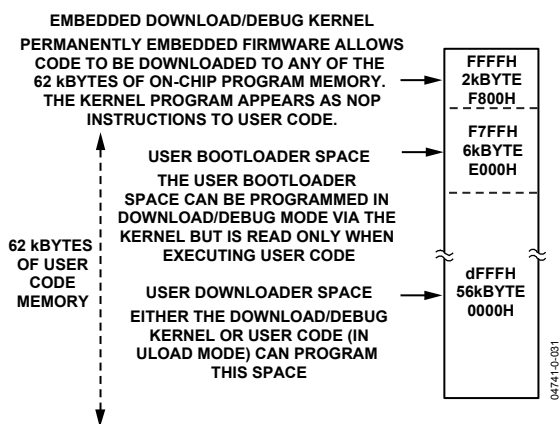 EMBEDDED DOWNLOAD/DEBUG KERNEL
PERMANENTLY EMBEDDED FIRMWARE ALLOWS
CODE TO BE DOWNLOADED TO ANY OF THE
62 kBYTES OF ON-CHIP PROGRAM MEMORY.
THE KERNEL PROGRAM APPEARS AS NOP
INSTRUCTIONS TO USER CODE.
FFFFH
2kBYTE
F800H
USER BOOTLOADER SPACE
THE USER BOOTLOADER
SPACE CAN BE PROGRAMMED IN
DOWNLOAD/DEBUG MODE VIA THE
KERNEL BUT IS READ ONLY WHEN
EXECUTING USER CODE
F7FFH
6kBYTE
E000H
62 kBYTES
OF USER
CODE
MEMORY
USER DOWNLOADER SPACE
EITHER THE DOWNLOAD/DEBUG
KERNEL OR USER CODE (IN
ULOAD MODE) CAN PROGRAM
THIS SPACE
dFFFH
56kBYTE
0000H
04741-0-031